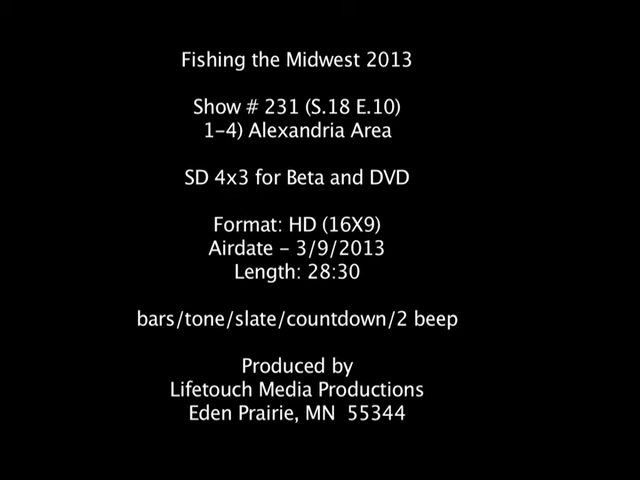 Fishing the Midwest 2013
Show # 231 (S.18 E.10)
1-4) Alexandria Area
SD 4x3 for Beta and DVD
Format: HD (16X9)
Airdate – 3/9/2013
Length: 28:30
bars/tone/slate/countdown/2 beep
Produced by
Lifetouch Media Productions
Eden Prairie, MN  55344